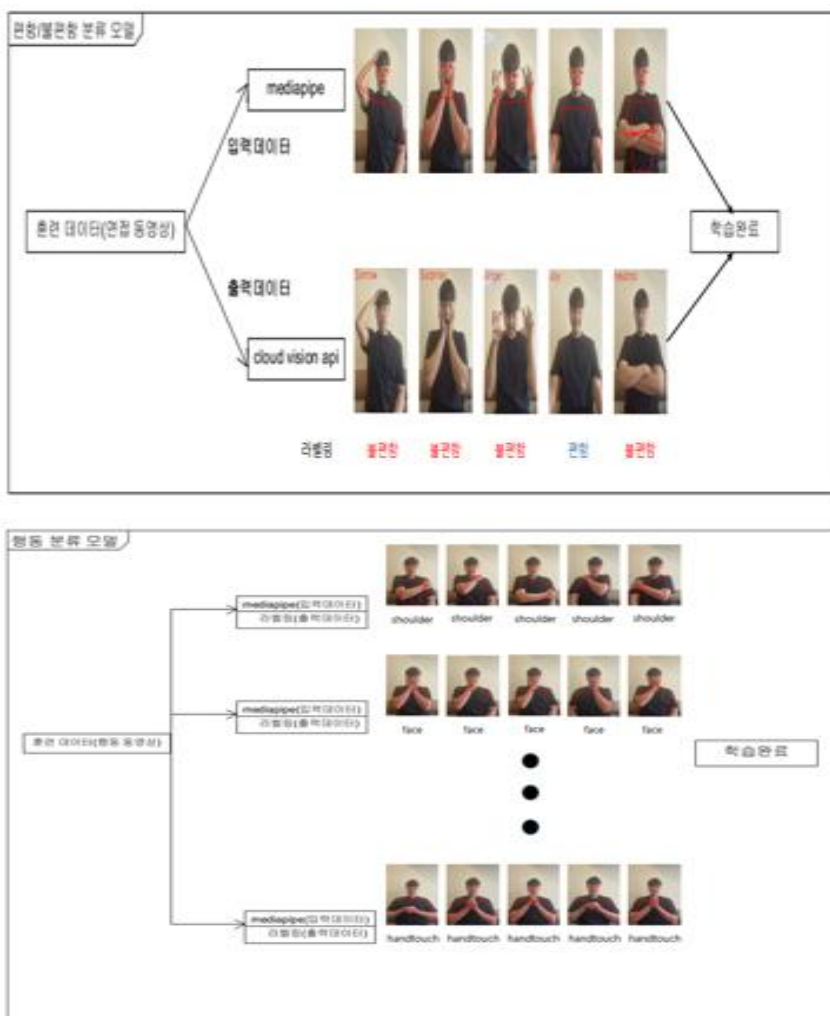 편함/불편함 분류 모델
mediapipe
입력데이터
훈련 데이터(면접 동영상)
학습완료
출력데이터
cloud vision api
라벨링 불편함 불편함 불편함 편함 불편함
행동 분류 모델
mediapipe(입력데이터)
라벨링(출력데이터)
shoulder shoulder shoulder shoulder shoulder
mediapipe(입력데이터)
라벨링(출력데이터)
face face face face face
훈련 데이터(행동 동영상)
학습완료
mediapipe(입력데이터)
라벨링(출력데이터)
handtouch handtouch handtouch handtouch handtouch